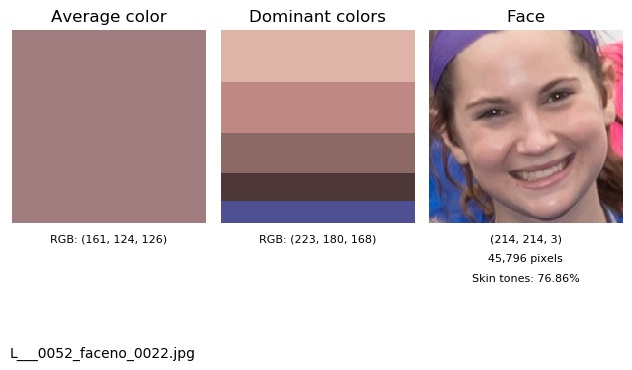 Average color
Dominant colors
Face
RGB: (161, 124, 126)
RGB: (223, 180, 168)
(214, 214, 3)
45,796 pixels
Skin tones: 76.86%
L___0052_faceno_0022.jpg